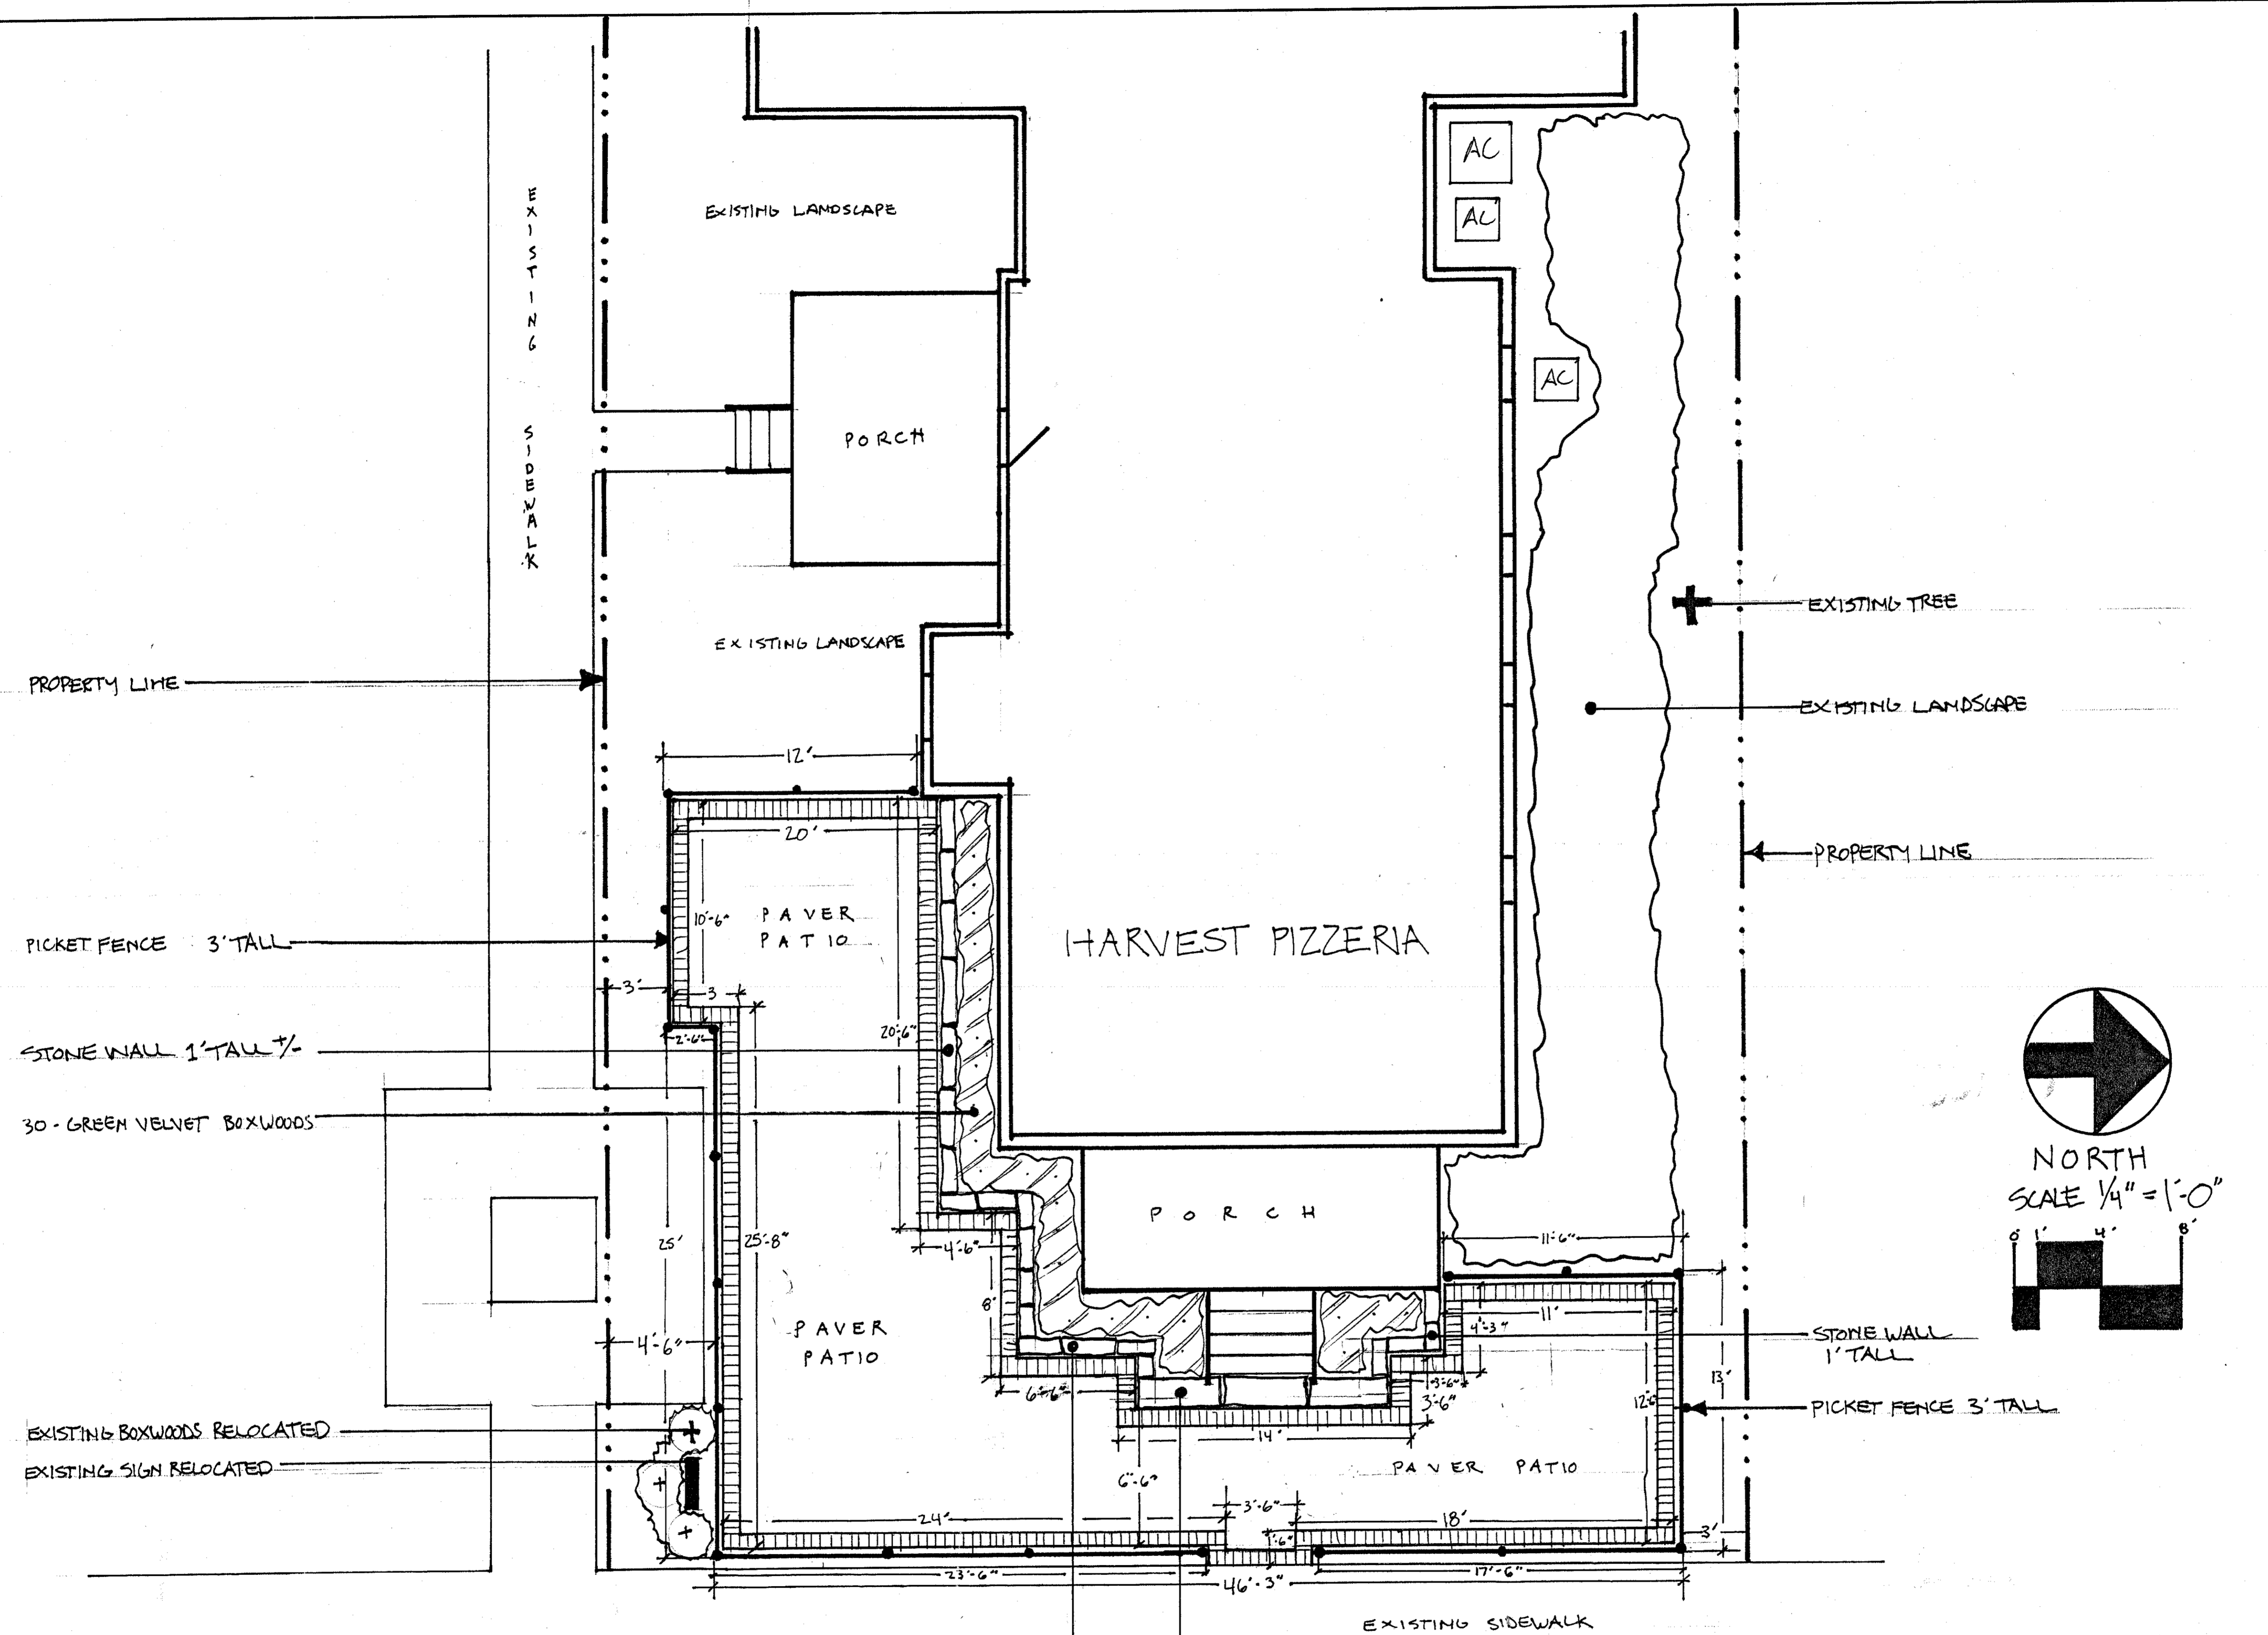 EXISTING SIDEWALK
EXISTING LANDSCAPE
AC
AC
AC
PORCH
EXISTING TREE
EXISTING LANDSCAPE
PROPERTY LINE
EXISTING LANDSCAPE
12'
20'
PROPERTY LINE
PICKET FENCE 3' TALL
10'-6"
PAVER
PATIO
HARVEST PIZZERIA
3'
3
2'-6"
20'-6"
STONE WALL 1' TALL +/-
30 - GREEN VELVET BOXWOODS
NORTH
SCALE 1/4" = 1'-0"
0 1' 4' 8'
PORCH
25'
25'-8"
4'-6"
11'-6"
8'
11'
4'-3"
PAVER
PATIO
4'-6"
STONE WALL
1' TALL
6'-6"
3'-6"
3'-6"
12'-6"
13'
PICKET FENCE 3' TALL
EXISTING BOXWOODS RELOCATED
EXISTING SIGN RELOCATED
14'
6'-6"
PAVER PATIO
3'-6"
24'
18'
1'-6"
3'
23'-6"
17'-6"
46'-3"
EXISTING SIDEWALK